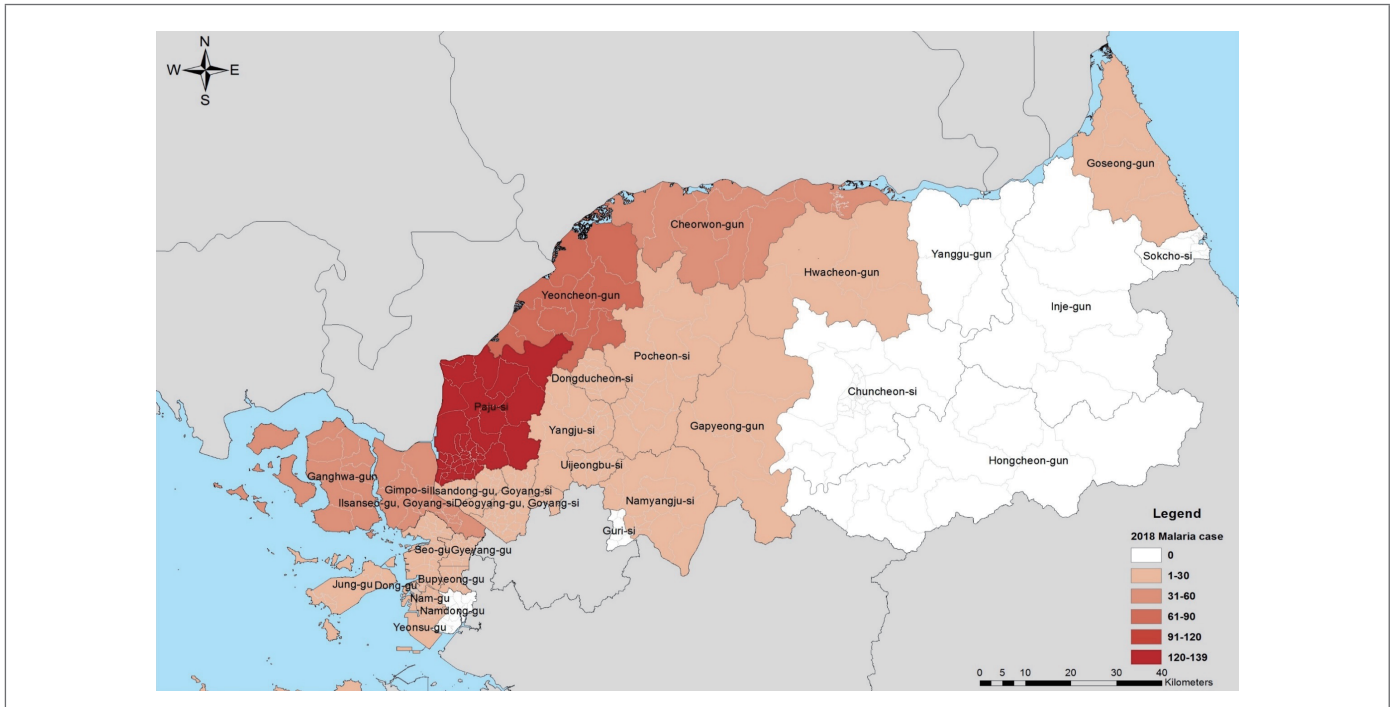 N
W E
S
Goseong-gun
Cheorwon-gun
Hwacheon-gun
Yanggu-gun
Sokcho-si
Yeoncheon-gun
Inje-gun
Pocheon-si
Dongducheon-si
Chuncheon-si
Paju-si
Yangju-si
Gapyeong-gun
Hongcheon-gun
Uijeongbu-si
Ganghwa-gun
Gimpo-si
Ilsandong-gu, Goyang-si
Ilsanseo-gu, Goyang-si
Deogyang-gu, Goyang-si
Namyangju-si
Guri-si
Seo-gu
Gyeyang-gu
Jung-gu
Dong-gu
Bupyeong-gu
Nam-gu
Namdong-gu
Yeonsu-gu
Legend
2018 Malaria case
0
1-30
31-60
61-90
91-120
120-139
0 5 10 20 30 40
Kilometers